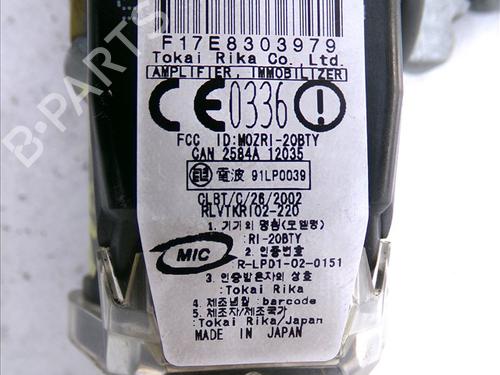 F17E8303979
Tokai Rika Co., Ltd.
AMPLIFIER, IMMOBILIZER
CE0336
FCC ID:MOZRI-20BTY
CAN 2584A 12035
電波 91LP0039
CLBT/C/26/2002
RLVTKRI02-220
1. 기기의 명칭(모델명)
:RI-20BTY
MIC
2. 인증번호
R-LPD1-02-0151
3. 인증받은자의 상호
:Tokai Rika
4. 제조년월 :barcode
5. 제조자/제조국가
:Tokai Rika/Japan
MADE IN JAPAN
B-PARTS